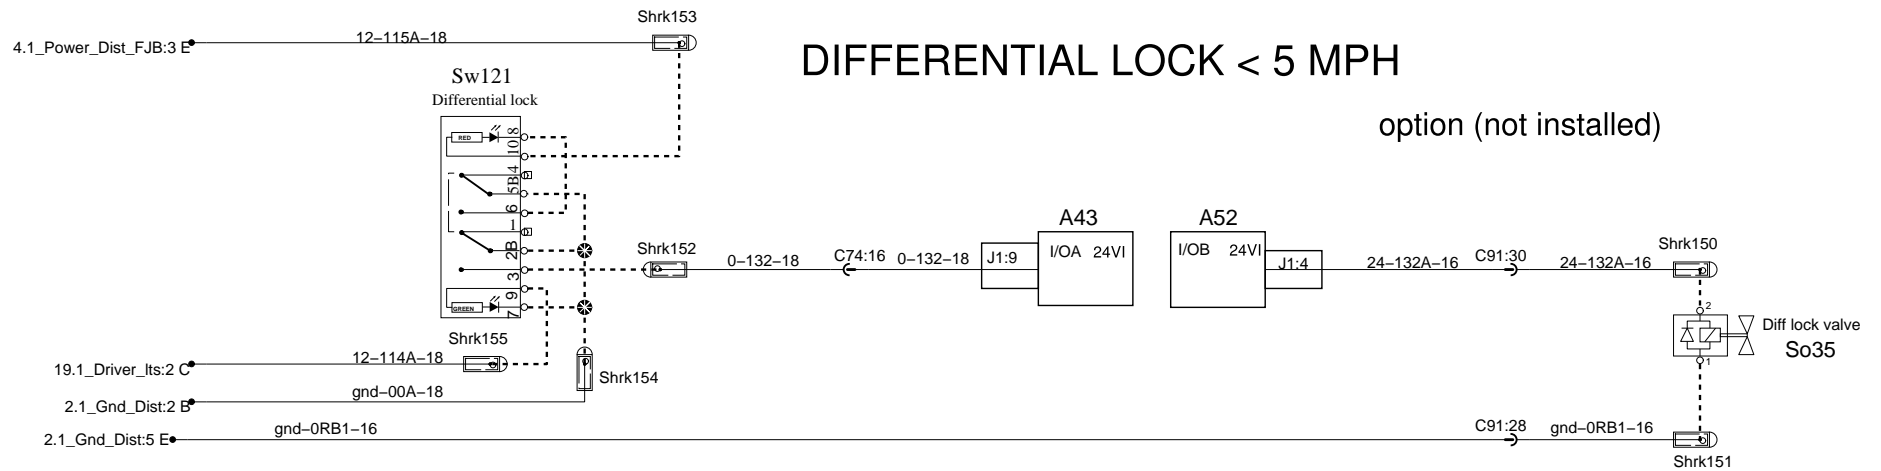 Shrk153
4.1_Power_Dist_FJB:3 E
12-115A-18
DIFFERENTIAL LOCK < 5 MPH
option (not installed)
Sw121
Differential lock
RED
8
10
4
5B
6
1
2B
3
9
7
GREEN
Shrk152
0-132-18
C74:16
0-132-18
J1:9
A43
I/OA 24VI
A52
I/OB 24VI
J1:4
24-132A-16
C91:30
24-132A-16
Shrk150
2
Diff lock valve
So35
1
Shrk155
19.1_Driver_lts:2 C
12-114A-18
Shrk154
2.1_Gnd_Dist:2 B
gnd-00A-18
2.1_Gnd_Dist:5 E
gnd-0RB1-16
C91:28
gnd-0RB1-16
Shrk151